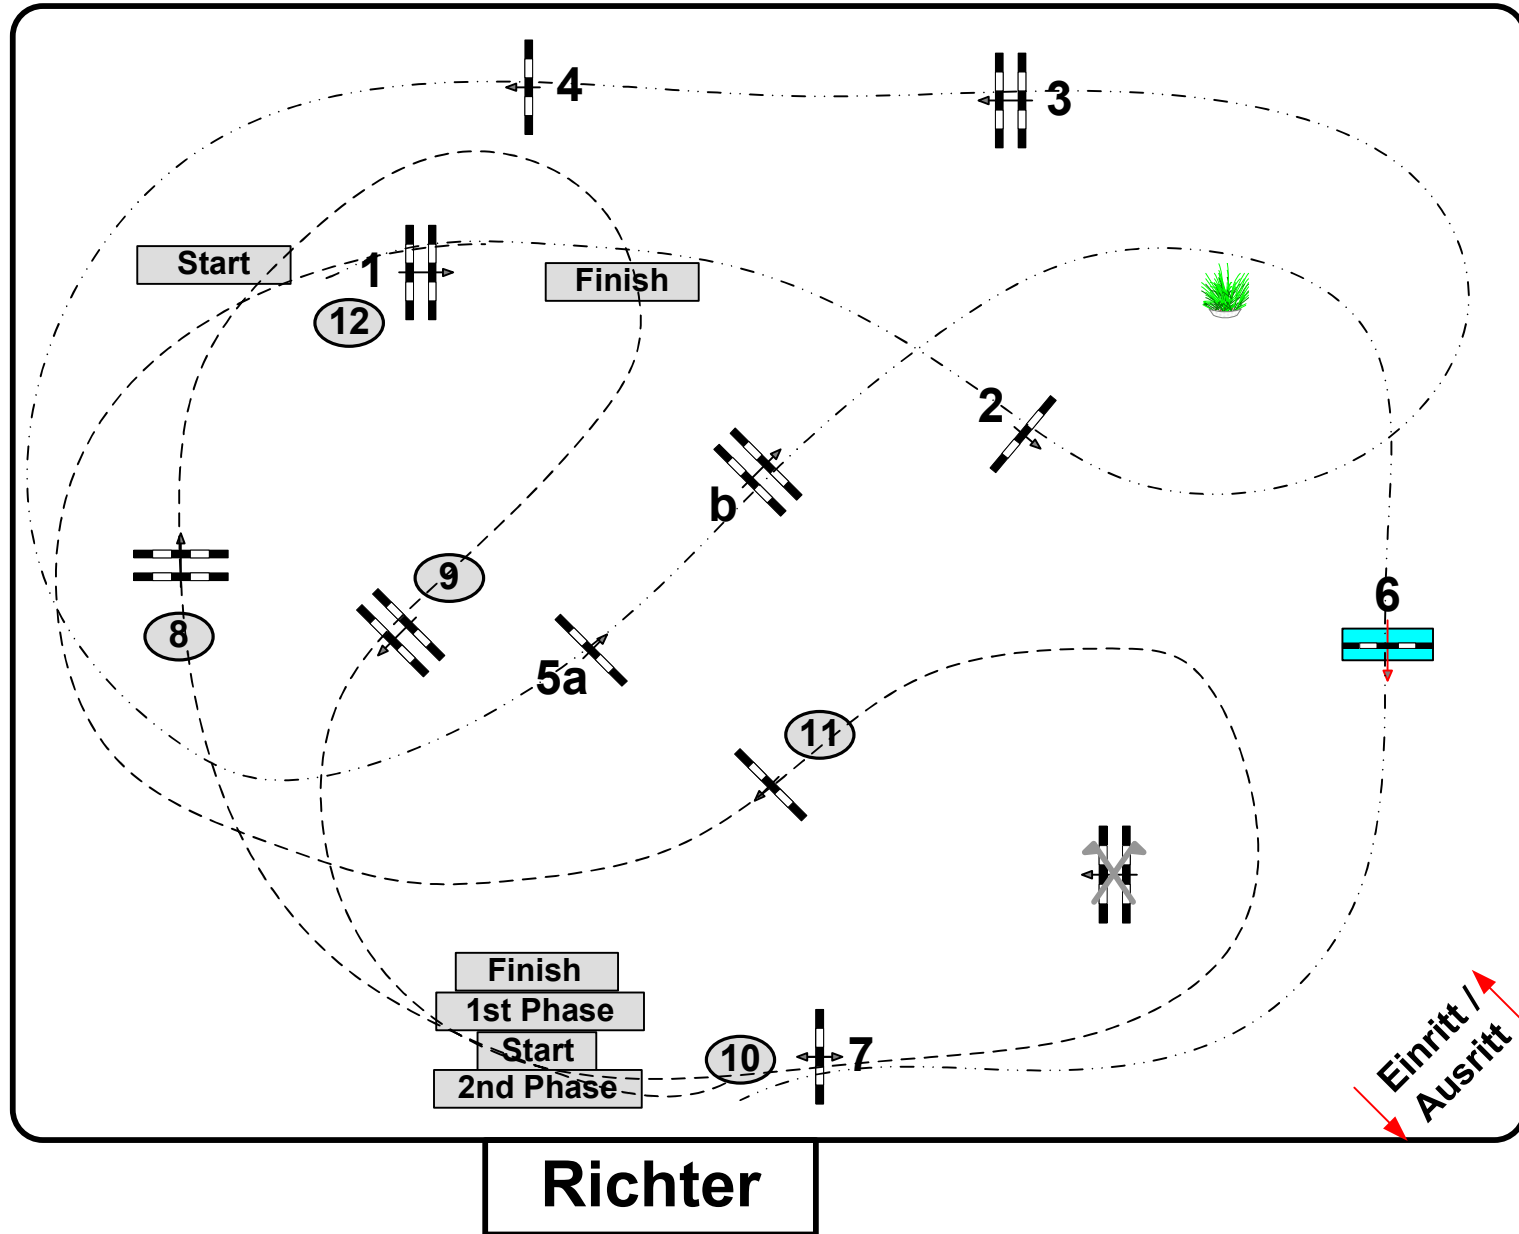 4
3
Start
1
Finish
12
2
b
9
6
8
5a
11
Finish
1st Phase
Start
2nd Phase
10
7
Einritt /
Ausritt
Richter